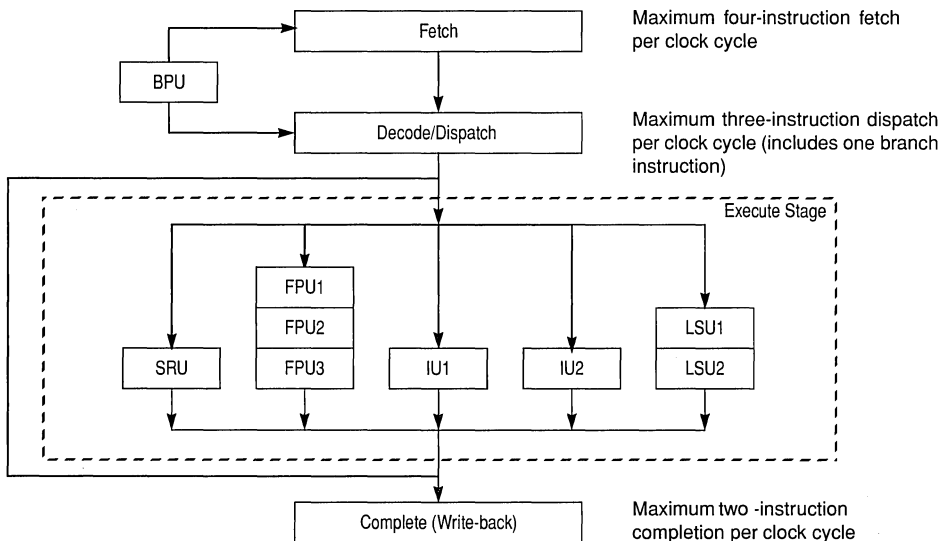 Fetch
Maximum four-instruction fetch
per clock cycle
BPU
Decode/Dispatch
Maximum three-instruction dispatch
per clock cycle (includes one branch
instruction)
Execute Stage
FPU1
FPU2
FPU3
LSU1
LSU2
SRU
IU1
IU2
Complete (Write-back)
Maximum two -instruction
completion per clock cycle